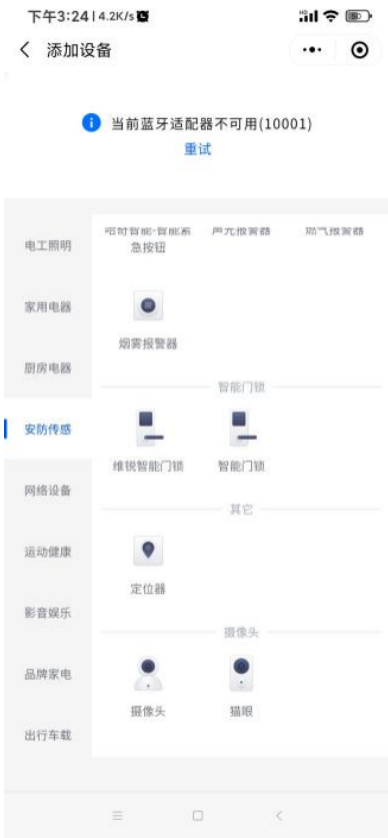 下午3:24 | 4.2K/s
添加设备
当前蓝牙适配器不可用(10001)
重试
电工照明
急按钮
声光报警器
家用电器
烟雾报警器
厨房电器
智能门锁
安防传感
维锐智能门锁
智能门锁
网络设备
其它
运动健康
定位器
影音娱乐
摄像头
品牌家电
摄像头
猫眼
出行车载